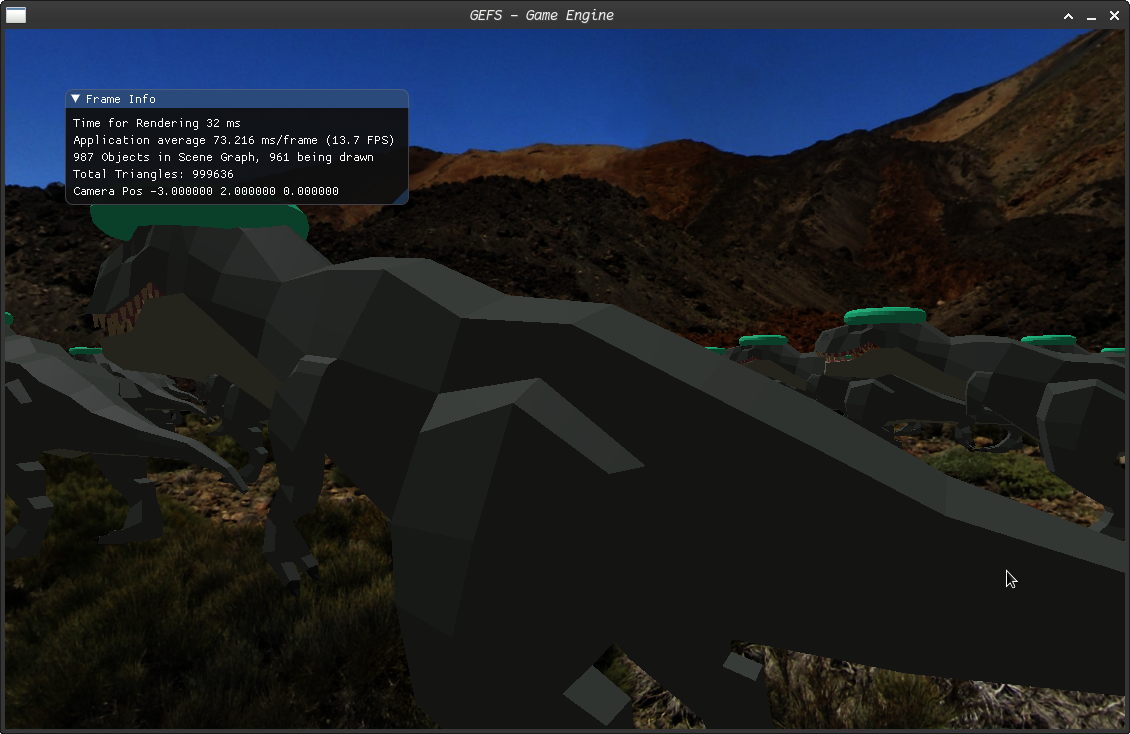 GEFS – Game Engine
Frame Info
Time for Rendering 32 ms
Application average 73.216 ms/frame (13.7 FPS)
987 Objects in Scene Graph, 961 being drawn
Total Triangles: 999636
Camera Pos -3.000000 2.000000 0.000000